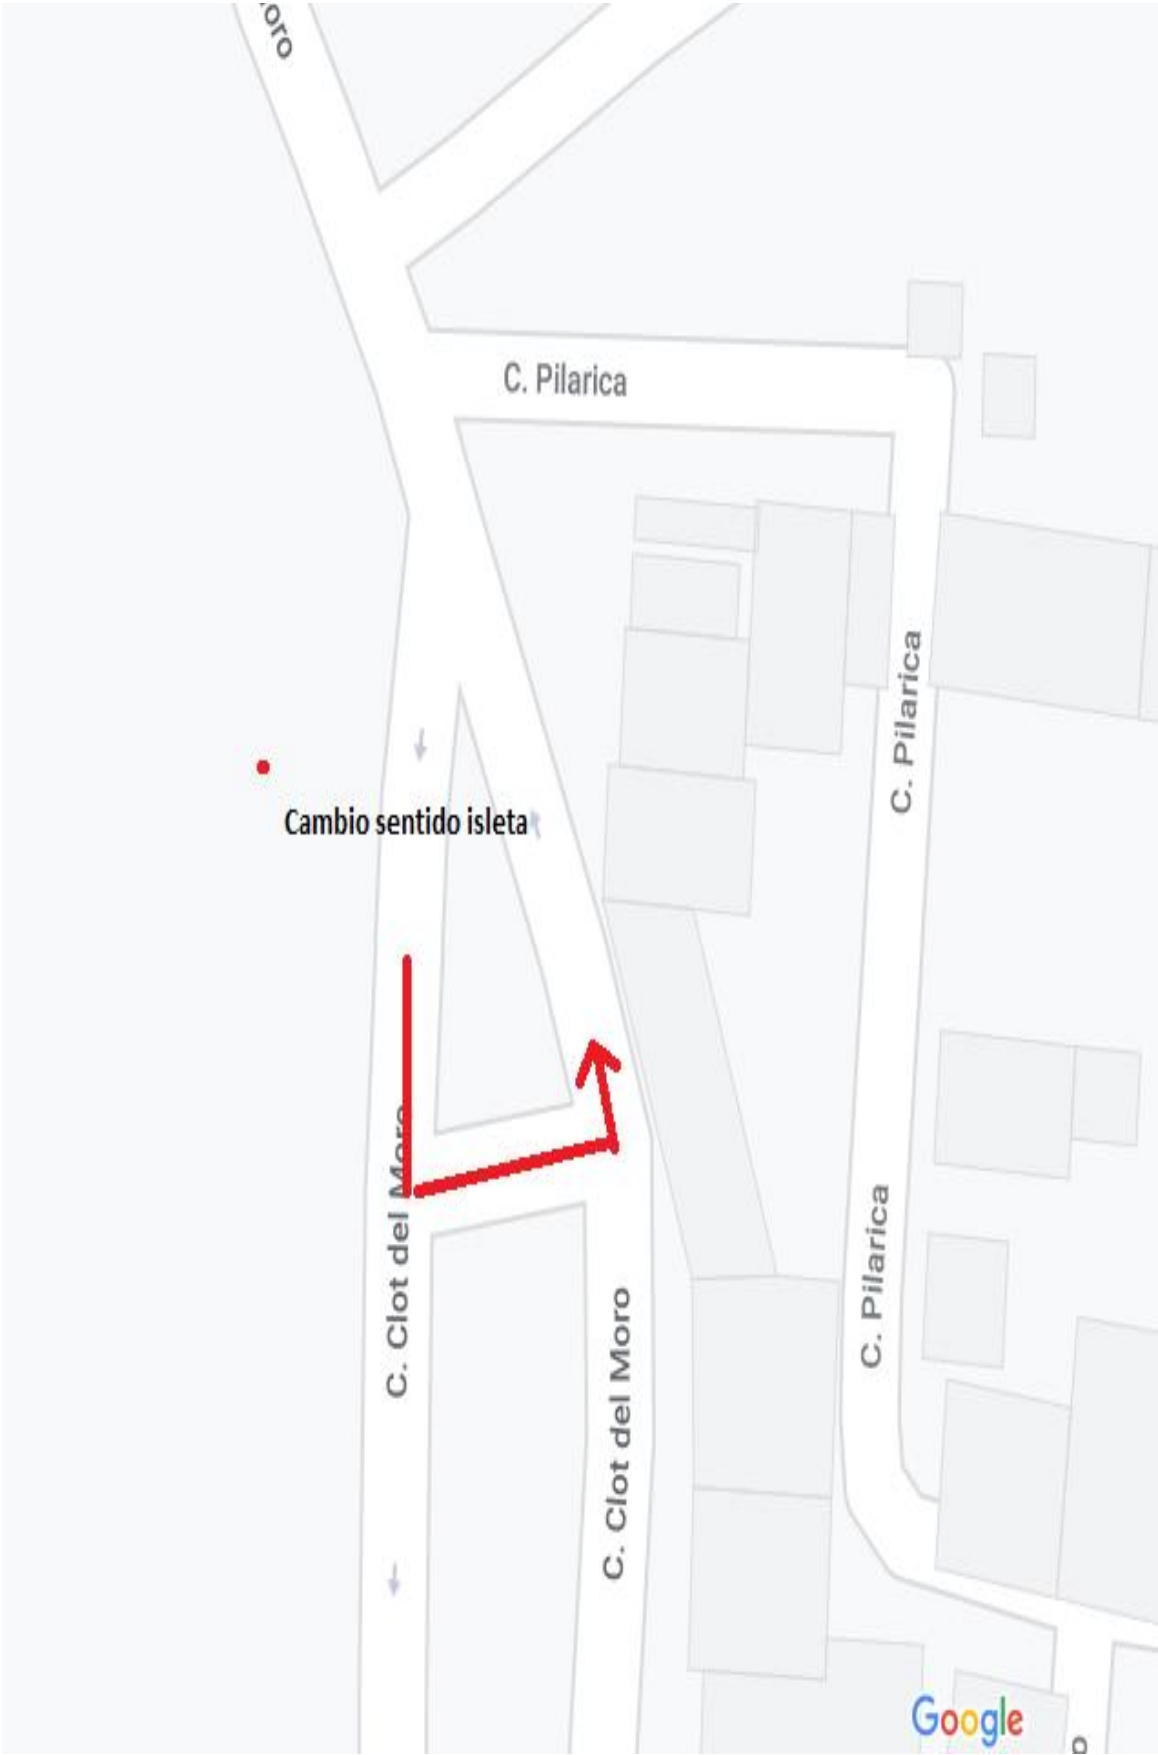 oro
C. Pilarica
C. Pilarica
Cambio sentido isleta
C. Clot del Moro
C. Pilarica
C. Clot del Moro
Google
o